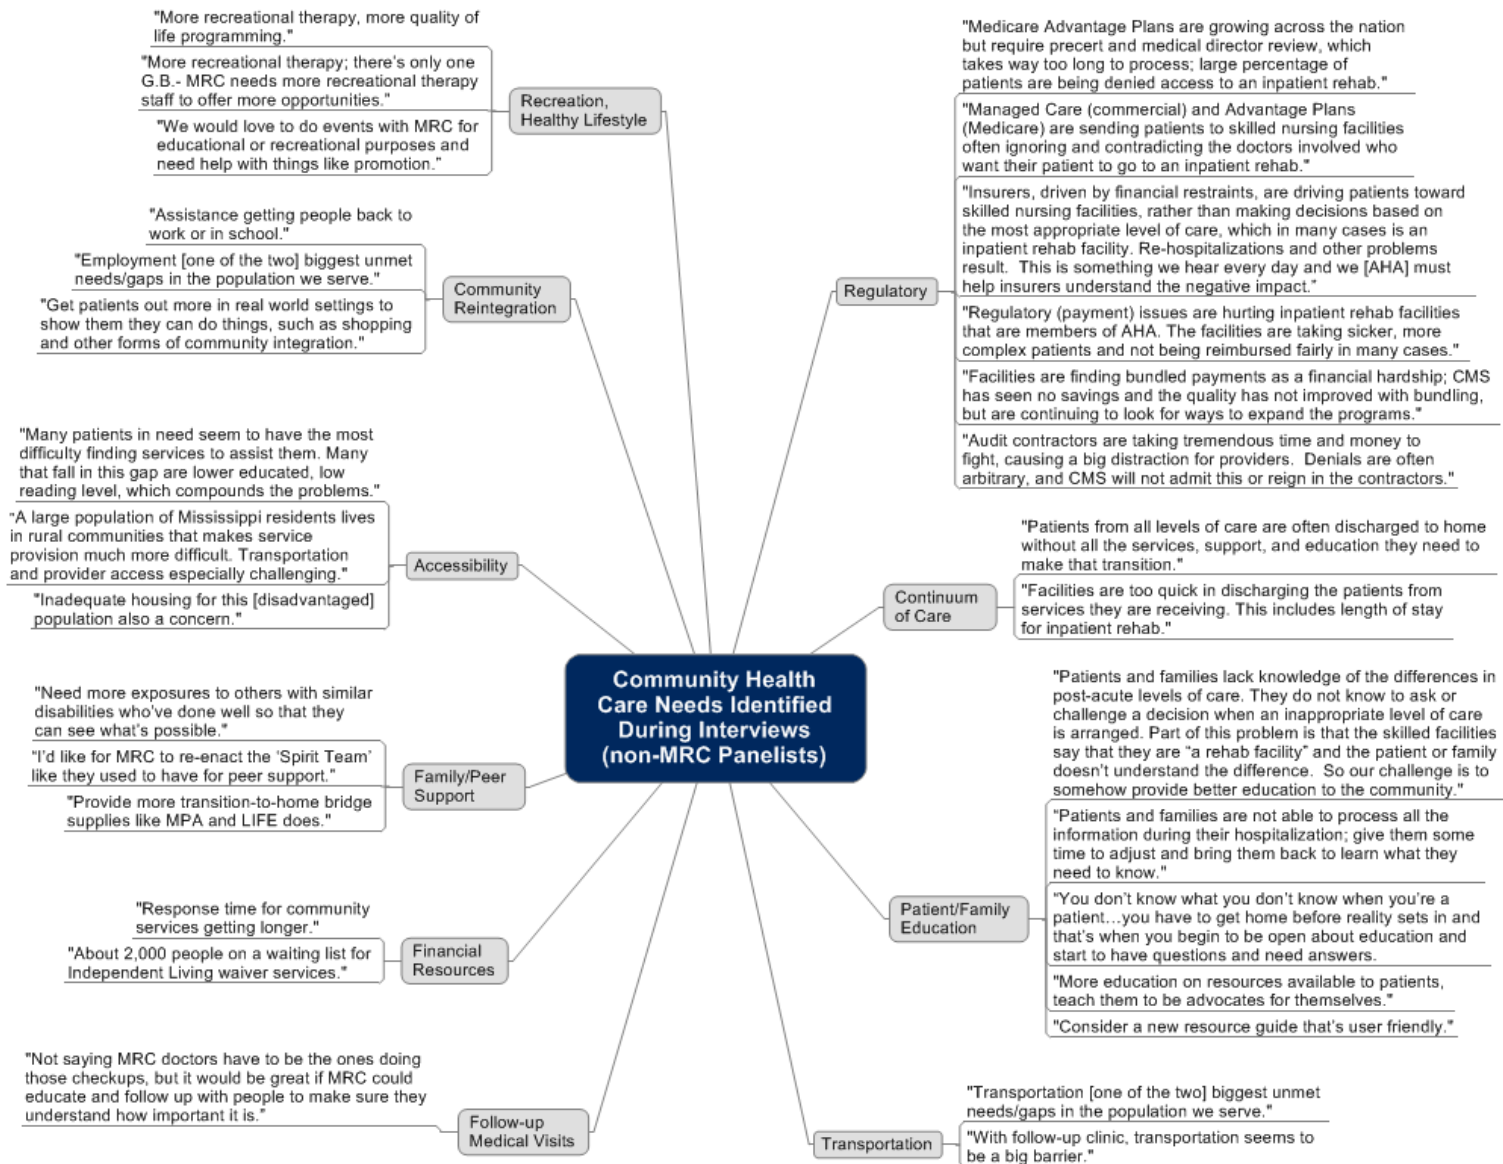 "More recreational therapy, more quality of
life programming."
"More recreational therapy; there's only one
G.B.- MRC needs more recreational therapy
staff to offer more opportunities."
"We would love to do events with MRC for
educational or recreational purposes and
need help with things like promotion."
Recreation,
Healthy Lifestyle
"Assistance getting people back to
work or in school."
"Employment [one of the two] biggest unmet
needs/gaps in the population we serve."
"Get patients out more in real world settings to
show them they can do things, such as shopping
and other forms of community integration."
Community
Reintegration
"Many patients in need seem to have the most
difficulty finding services to assist them. Many
that fall in this gap are lower educated, low
reading level, which compounds the problems."
"A large population of Mississippi residents lives
in rural communities that makes service
provision much more difficult. Transportation
and provider access especially challenging."
"Inadequate housing for this [disadvantaged]
population also a concern."
Accessibility
"Need more exposures to others with similar
disabilities who've done well so that they
can see what's possible."
"I'd like for MRC to re-enact the 'Spirit Team'
like they used to have for peer support."
"Provide more transition-to-home bridge
supplies like MPA and LIFE does."
Family/Peer
Support
"Response time for community
services getting longer."
"About 2,000 people on a waiting list for
Independent Living waiver services."
Financial
Resources
"Not saying MRC doctors have to be the ones doing
those checkups, but it would be great if MRC could
educate and follow up with people to make sure they
understand how important it is."
Follow-up
Medical Visits
Community Health
Care Needs Identified
During Interviews
(non-MRC Panelists)
"Medicare Advantage Plans are growing across the nation
but require precert and medical director review, which
takes way too long to process; large percentage of
patients are being denied access to an inpatient rehab."
"Managed Care (commercial) and Advantage Plans
(Medicare) are sending patients to skilled nursing facilities
often ignoring and contradicting the doctors involved who
want their patient to go to an inpatient rehab."
"Insurers, driven by financial restraints, are driving patients toward
skilled nursing facilities, rather than making decisions based on
the most appropriate level of care, which in many cases is an
inpatient rehab facility. Re-hospitalizations and other problems
result.  This is something we hear every day and we [AHA] must
help insurers understand the negative impact."
"Regulatory (payment) issues are hurting inpatient rehab facilities
that are members of AHA. The facilities are taking sicker, more
complex patients and not being reimbursed fairly in many cases."
"Facilities are finding bundled payments as a financial hardship; CMS
has seen no savings and the quality has not improved with bundling,
but are continuing to look for ways to expand the programs."
"Audit contractors are taking tremendous time and money to
fight, causing a big distraction for providers.  Denials are often
arbitrary, and CMS will not admit this or reign in the contractors."
Regulatory
"Patients from all levels of care are often discharged to home
without all the services, support, and education they need to
make that transition."
"Facilities are too quick in discharging the patients from
services they are receiving. This includes length of stay
for inpatient rehab."
Continuum
of Care
"Patients and families lack knowledge of the differences in
post-acute levels of care. They do not know to ask or
challenge a decision when an inappropriate level of care
is arranged. Part of this problem is that the skilled facilities
say that they are "a rehab facility" and the patient or family
doesn't understand the difference.  So our challenge is to
somehow provide better education to the community."
"Patients and families are not able to process all the
information during their hospitalization; give them some
time to adjust and bring them back to learn what they
need to know."
"You don't know what you don't know when you're a
patient…you have to get home before reality sets in and
that's when you begin to be open about education and
start to have questions and need answers.
"More education on resources available to patients,
teach them to be advocates for themselves."
"Consider a new resource guide that's user friendly."
Patient/Family
Education
"Transportation [one of the two] biggest unmet
needs/gaps in the population we serve."
"With follow-up clinic, transportation seems to
be a big barrier."
Transportation